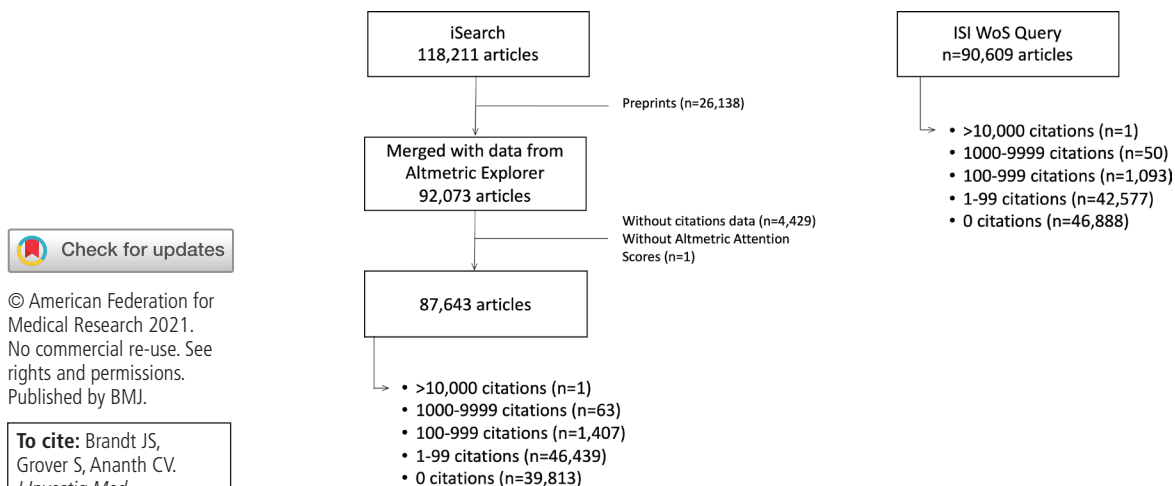 iSearch
118,211 articles
Preprints (n=26,138)
Merged with data from
Altmetric Explorer
92,073 articles
Without citations data (n=4,429)
Without Altmetric Attention
Scores (n=1)
87,643 articles
• >10,000 citations (n=1)
• 1000-9999 citations (n=63)
• 100-999 citations (n=1,407)
• 1-99 citations (n=46,439)
• 0 citations (n=39,813)
ISI WoS Query
n=90,609 articles
• >10,000 citations (n=1)
• 1000-9999 citations (n=50)
• 100-999 citations (n=1,093)
• 1-99 citations (n=42,577)
• 0 citations (n=46,888)
Check for updates
© American Federation for
Medical Research 2021.
No commercial re-use. See
rights and permissions.
Published by BMJ.
To cite: Brandt JS,
Grover S, Ananth CV.